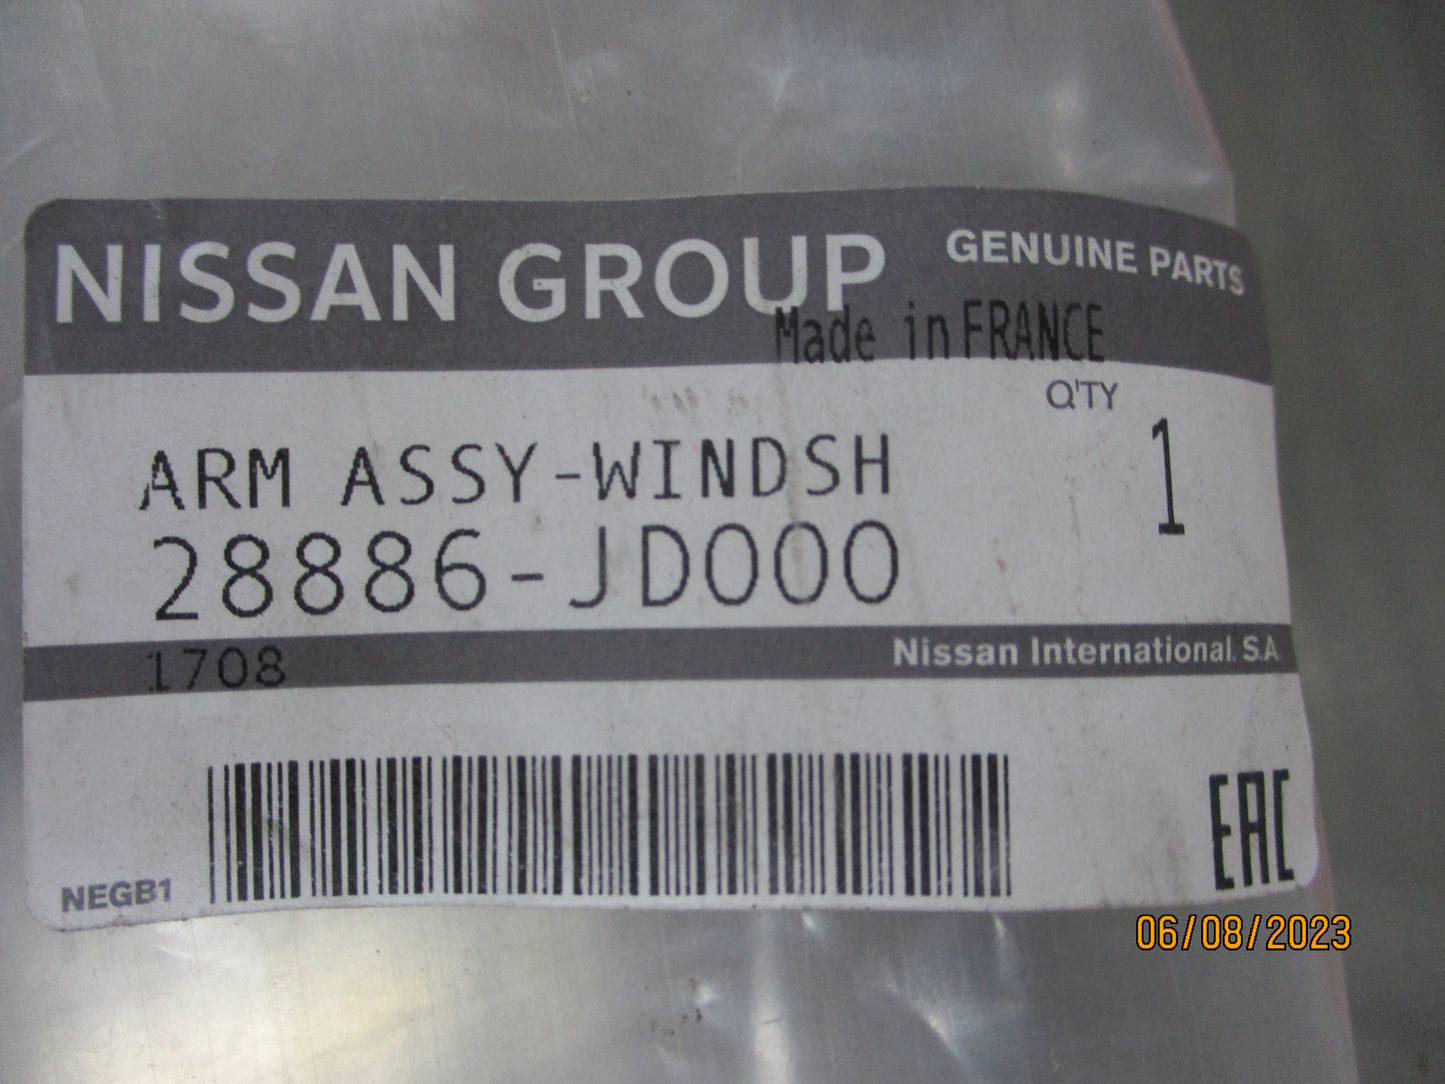 NISSAN GROUP
GENUINE PARTS
Made in FRANCE
Q'TY
ARM ASSY-WINDSH
1
28886-JD000
1708
Nissan International. S.A.
NEGB1
EAC
06/08/2023